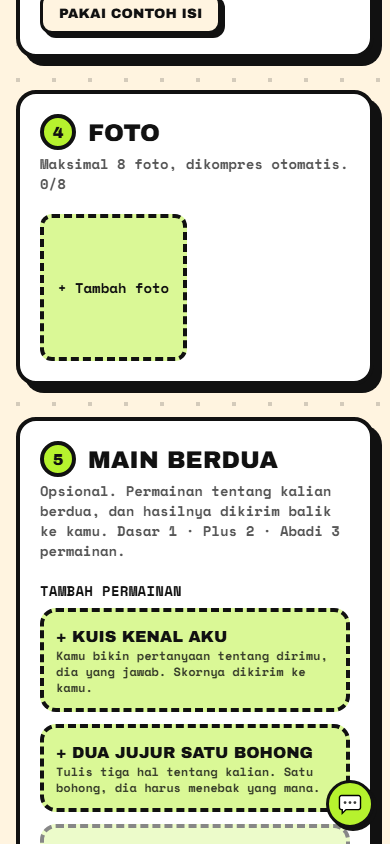 PAKAI CONTOH ISI
4 FOTO
Maksimal 8 foto, dikompres otomatis.
0/8
+ Tambah foto
5 MAIN BERDUA
Opsional. Permainan tentang kalian
berdua, dan hasilnya dikirim balik
ke kamu. Dasar 1 · Plus 2 · Abadi 3
permainan.
TAMBAH PERMAINAN
+ KUIS KENAL AKU
Kamu bikin pertanyaan tentang dirimu,
dia yang jawab. Skornya dikirim ke
kamu.
+ DUA JUJUR SATU BOHONG
Tulis tiga hal tentang kalian. Satu
bohong, dia harus menebak yang mana.